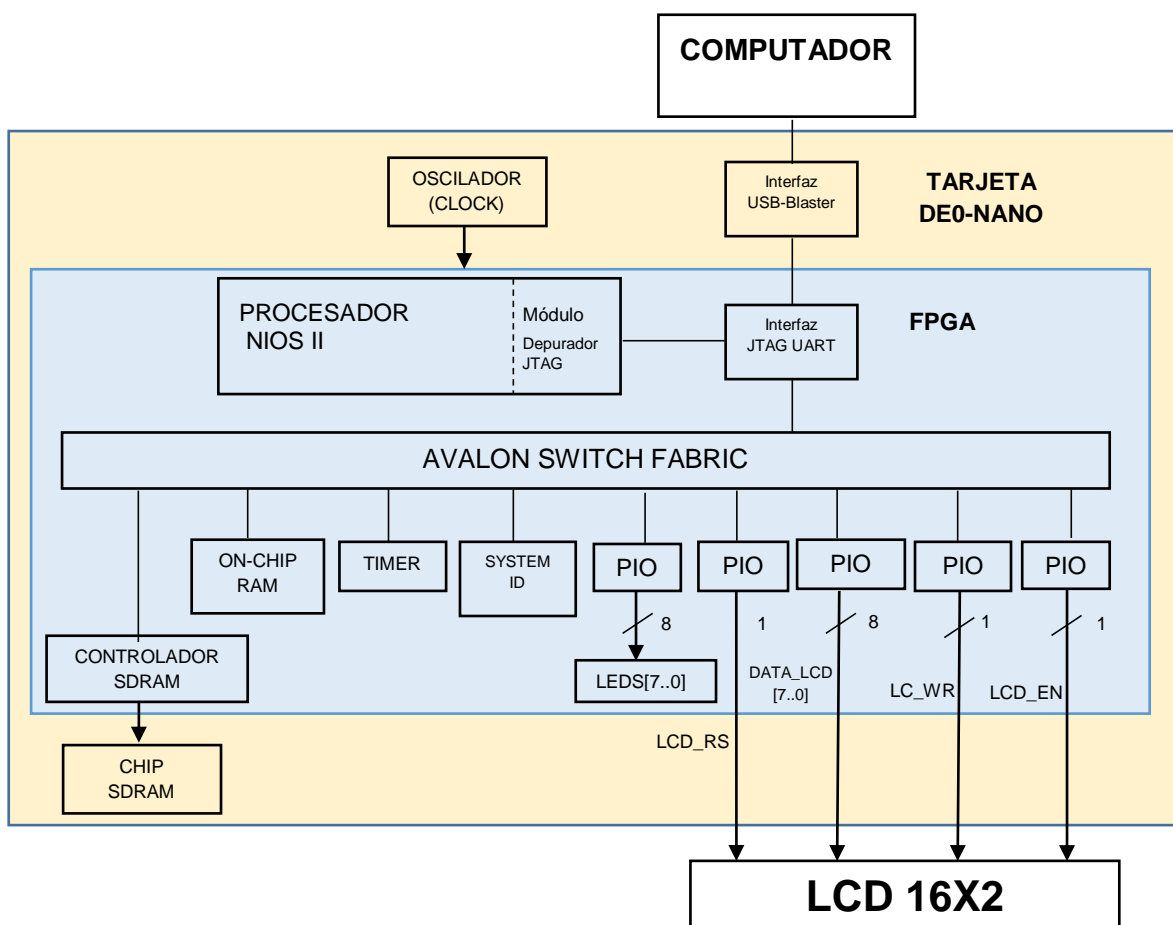 COMPUTADOR
OSCILADOR
(CLOCK)
Interfaz
USB-Blaster
TARJETA
DE0-NANO
PROCESADOR
NIOS II
Módulo
Depurador
JTAG
Interfaz
JTAG UART
FPGA
AVALON SWITCH FABRIC
ON-CHIP
RAM
TIMER
SYSTEM
ID
PIO
PIO
PIO
PIO
PIO
8
1
8
1
1
CONTROLADOR
SDRAM
LEDS[7..0]
DATA_LCD
[7..0]
LC_WR
LCD_EN
LCD_RS
CHIP
SDRAM
LCD 16X2